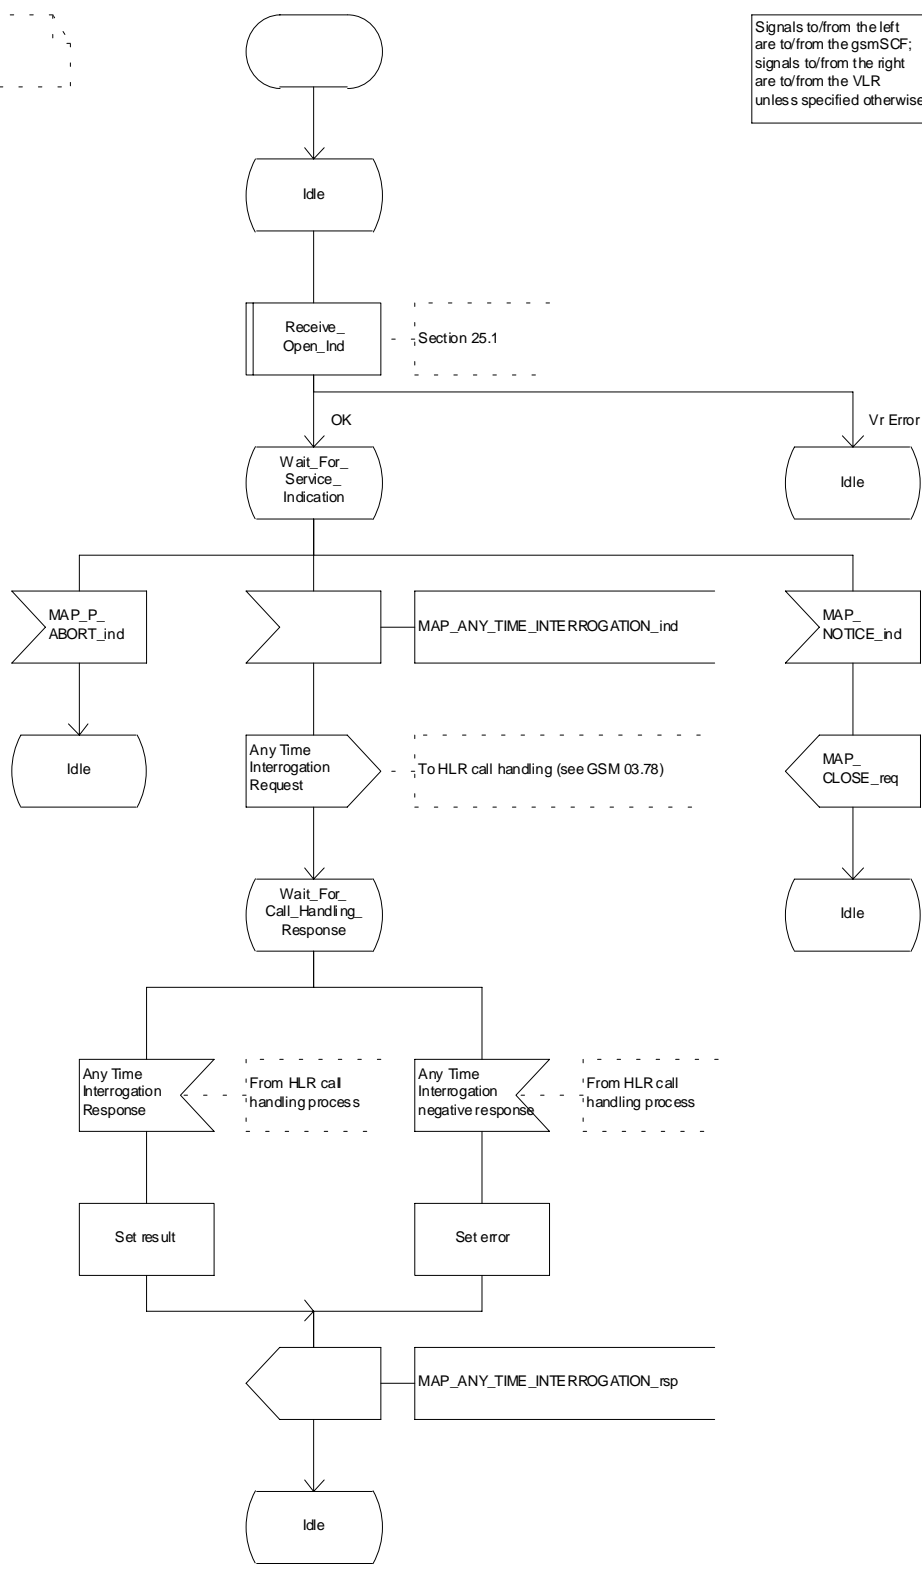 Signals to/from the left
are to/from the gsmSCF;
signals to/from the right
are to/from the VLR
unless specified otherwise
Idle
Receive_
Open_Ind
Section 25.1
OK
Vr Error
Wait_For_
Service_
Indication
Idle
MAP_P_
ABORT_ind
MAP_ANY_TIME_INTERROGATION_ind
MAP_
NOTICE_ind
Idle
Any Time
Interrogation
Request
To HLR call handling (see GSM 03.78)
MAP_
CLOSE_req
Wait_For_
Call_Handling_
Response
Idle
Any Time
Interrogation
Response
From HLR call
handling process
Any Time
Interrogation
negative response
From HLR call
handling process
Set result
Set error
MAP_ANY_TIME_INTERROGATION_rsp
Idle